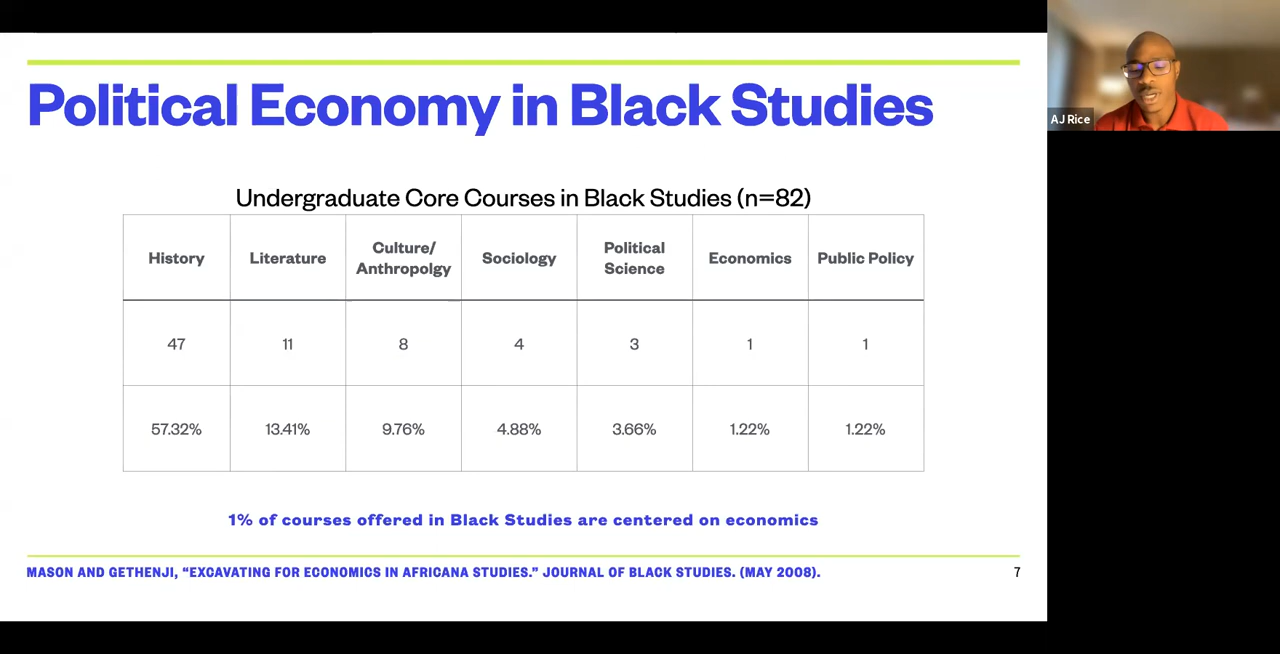 Political Economy in Black Studies
AJ Rice
Undergraduate Core Courses in Black Studies (n=82)
History Literature Culture/ Anthropolgy Sociology Political Science Economics Public Policy
47 11 8 4 3 1 1
57.32% 13.41% 9.76% 4.88% 3.66% 1.22% 1.22%
1% of courses offered in Black Studies are centered on economics
MASON AND GETHENJI, “EXCAVATING FOR ECONOMICS IN AFRICANA STUDIES.” JOURNAL OF BLACK STUDIES. (MAY 2008).
7